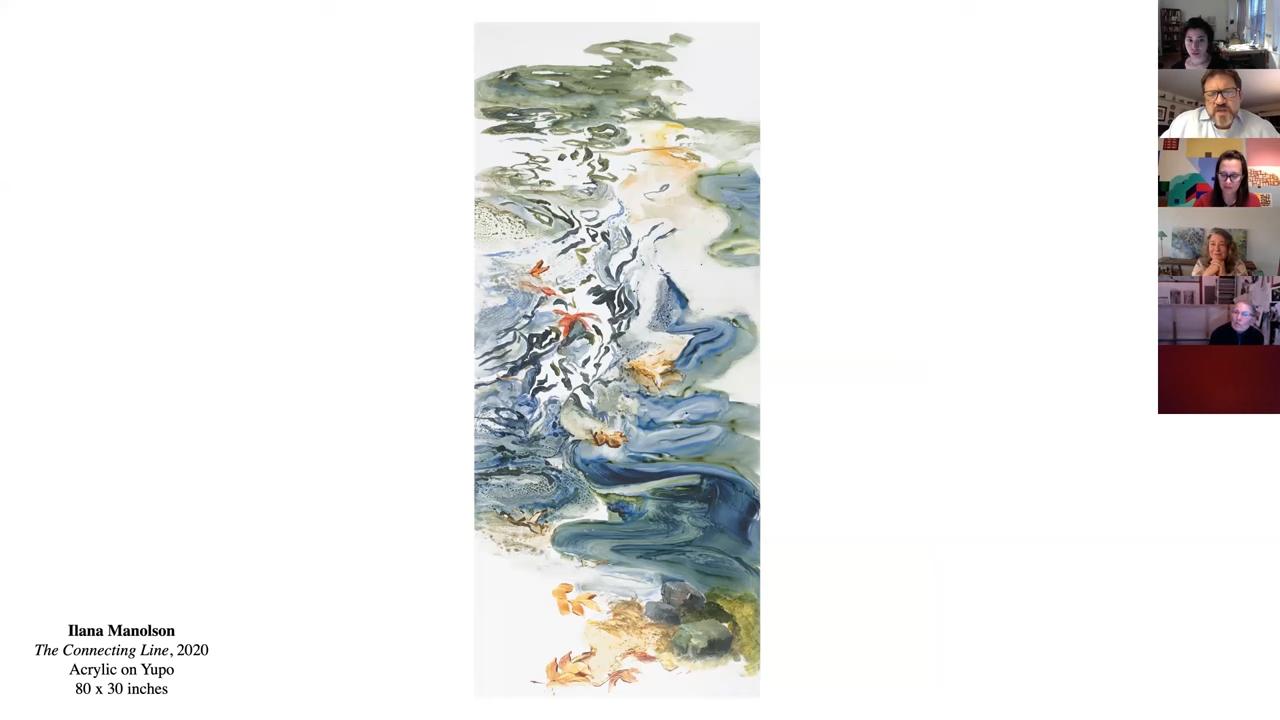 Ilana Manolson
The Connecting Line, 2020
Acrylic on Yupo
80 x 30 inches